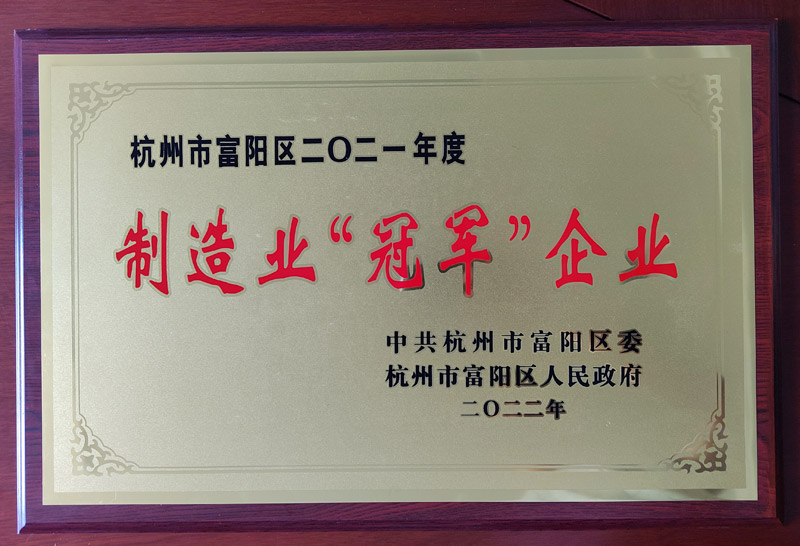 杭州市富阳区二〇二一年度
制造业“冠军”企业
中共杭州市富阳区委
杭州市富阳区人民政府
二〇二二年